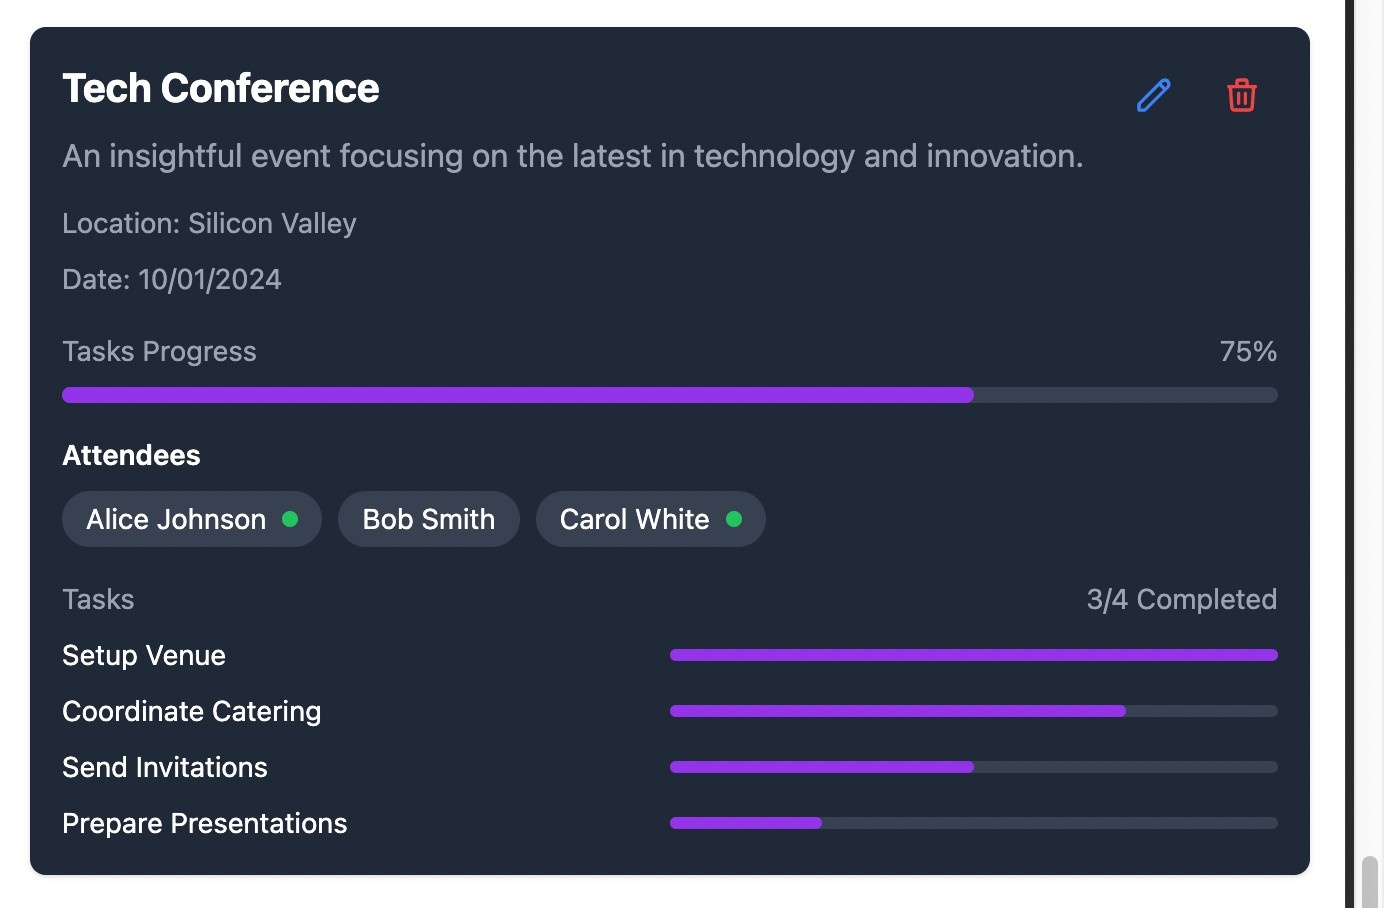 Tech Conference
An insightful event focusing on the latest in technology and innovation.
Location: Silicon Valley
Date: 10/01/2024
Tasks Progress 75%
Attendees
Alice Johnson Bob Smith Carol White
Tasks 3/4 Completed
Setup Venue
Coordinate Catering
Send Invitations
Prepare Presentations